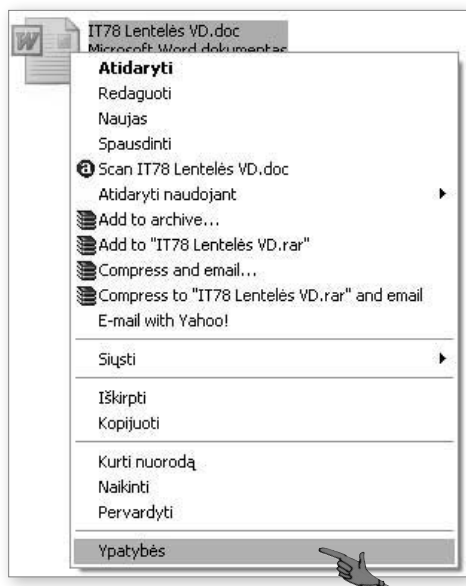 IT78 Lentelės VD.doc
Microsoft Word dokumentas
Atidaryti
Redaguoti
Naujas
Spausdinti
Scan IT78 Lentelės VD.doc
Atidaryti naudojant
Add to archive...
Add to "IT78 Lentelės VD.rar"
Compress and email...
Compress to "IT78 Lentelės VD.rar" and email
E-mail with Yahoo!
Siųsti
Iškirpti
Kopijuoti
Kurti nuorodą
Naikinti
Pervardyti
Ypatybės